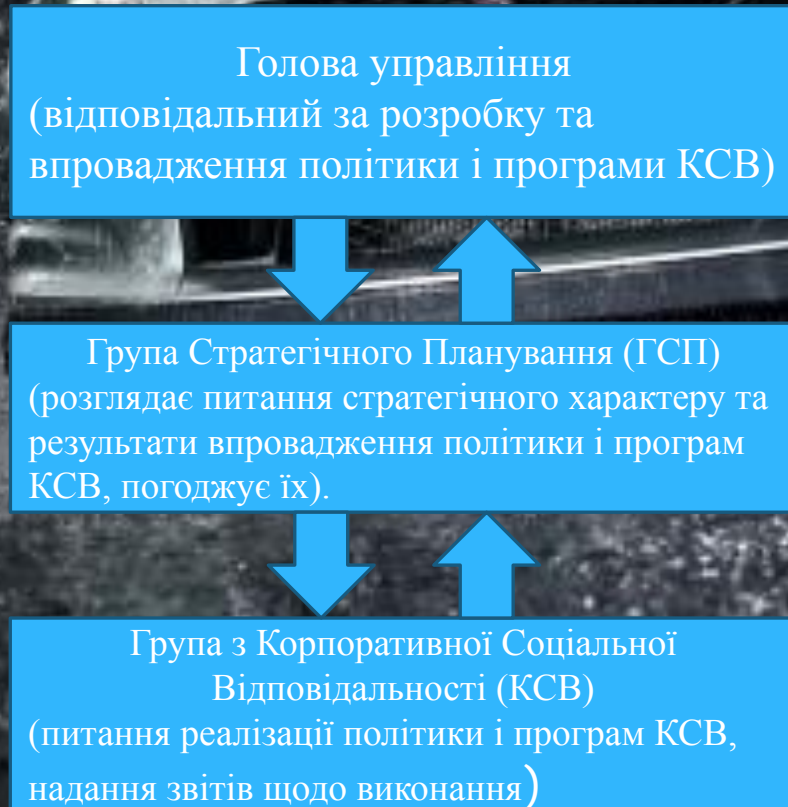 Голова управління
(відповідальний за розробку та
впровадження політики і програми КСВ)
Група Стратегічного Планування (ГСП)
(розглядає питання стратегічного характеру та
результати впровадження політики і програм
КСВ, погоджує їх).
Група з Корпоративної Соціальної
Відповідальності (КСВ)
(питання реалізації політики і програм КСВ,
надання звітів щодо виконання)